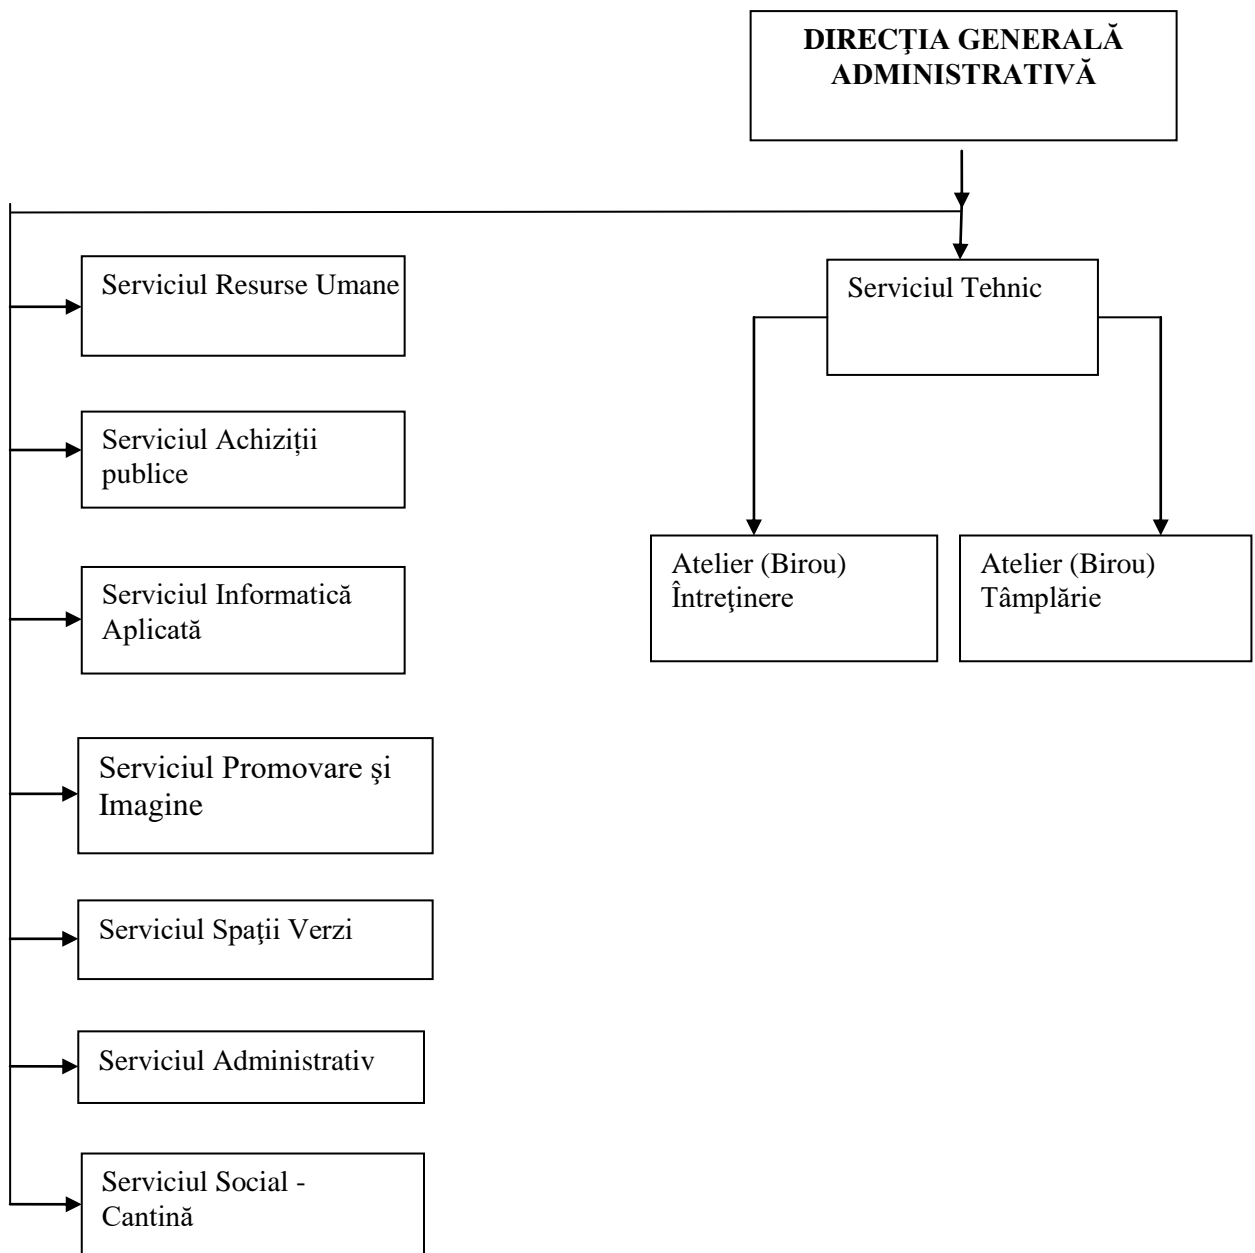 DIRECŢIA GENERALĂ
ADMINISTRATIVĂ
Serviciul Resurse Umane
Serviciul Tehnic
Serviciul Achiziții
publice
Atelier (Birou)
Întreţinere
Atelier (Birou)
Tâmplărie
Serviciul Informatică
Aplicată
Serviciul Promovare şi
Imagine
Serviciul Spaţii Verzi
Serviciul Administrativ
Serviciul Social -
Cantină